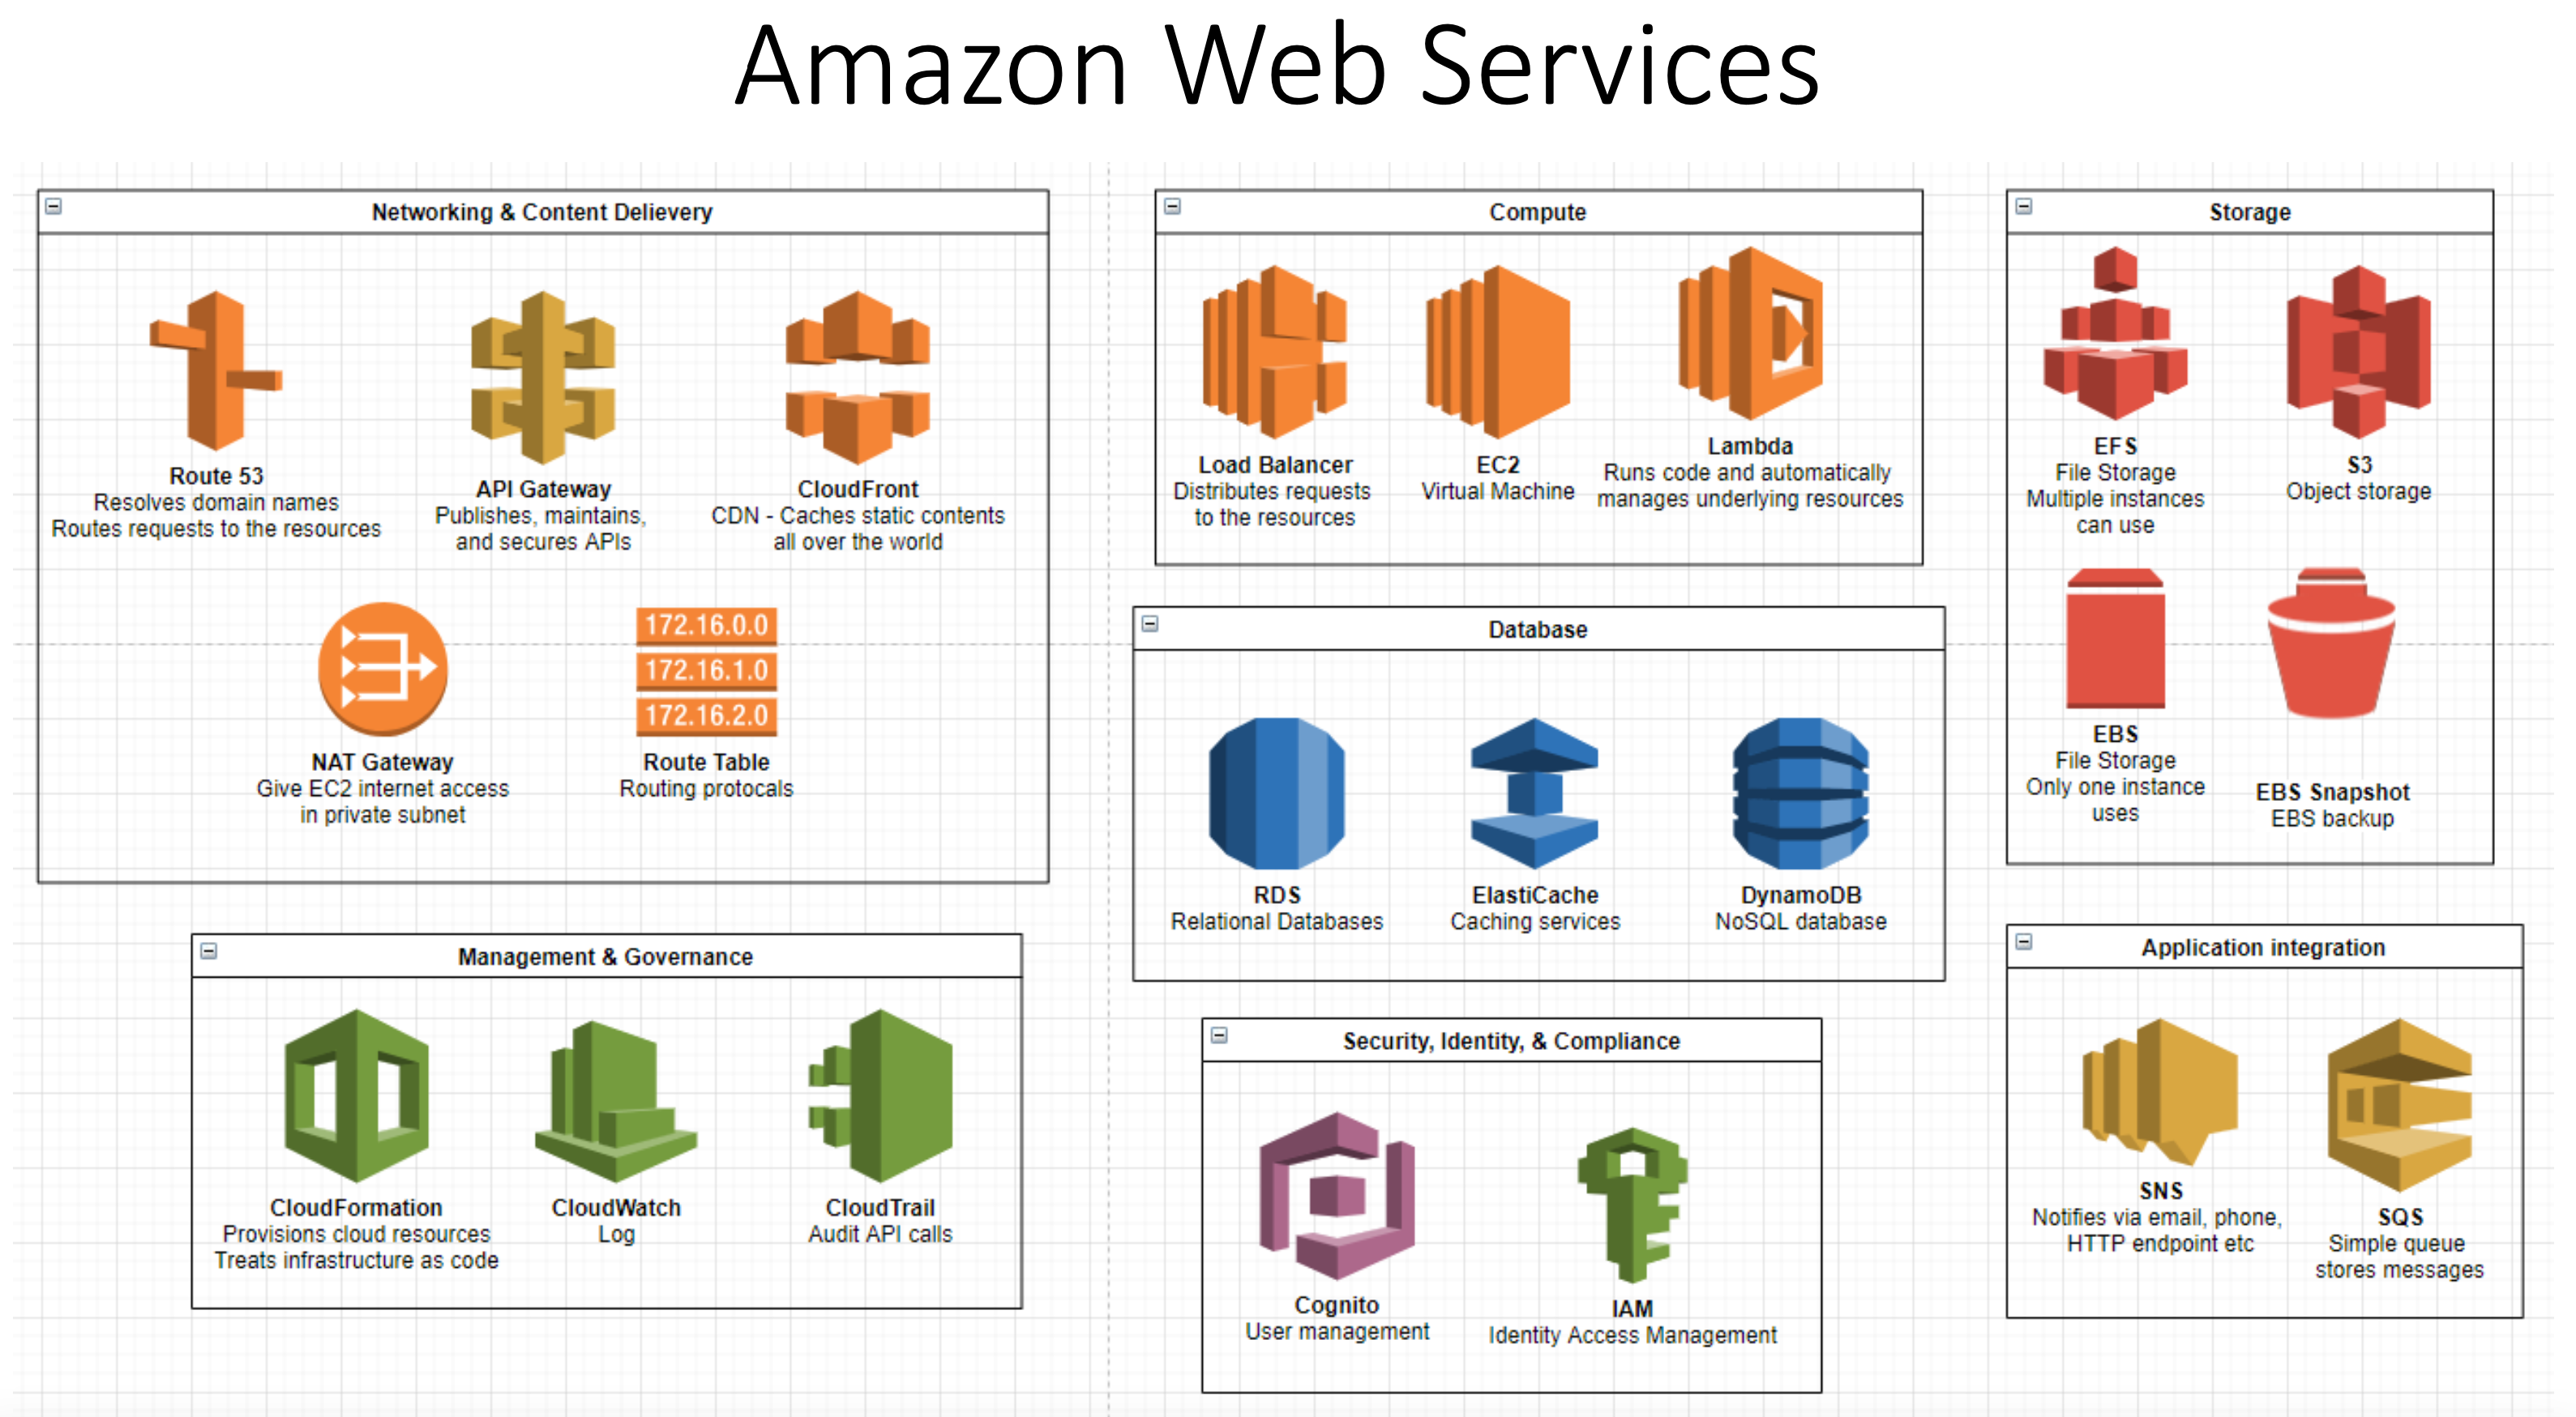 Amazon Web Services
Networking & Content Delievery
Route 53
Resolves domain names
Routes requests to the resources
API Gateway
Publishes, maintains,
and secures APIs
CloudFront
CDN - Caches static contents
all over the world
NAT Gateway
Give EC2 internet access
in private subnet
172.16.0.0
172.16.1.0
172.16.2.0
Route Table
Routing protocals
Compute
Load Balancer
Distributes requests
to the resources
EC2
Virtual Machine
Lambda
Runs code and automatically
manages underlying resources
Storage
EFS
File Storage
Multiple instances
can use
S3
Object storage
EBS
File Storage
Only one instance
uses
EBS Snapshot
EBS backup
Database
RDS
Relational Databases
ElastiCache
Caching services
DynamoDB
NoSQL database
Management & Governance
CloudFormation
Provisions cloud resources
Treats infrastructure as code
CloudWatch
Log
CloudTrail
Audit API calls
Security, Identity, & Compliance
Cognito
User management
IAM
Identity Access Management
Application integration
SNS
Notifies via email, phone,
HTTP endpoint etc
SQS
Simple queue
stores messages